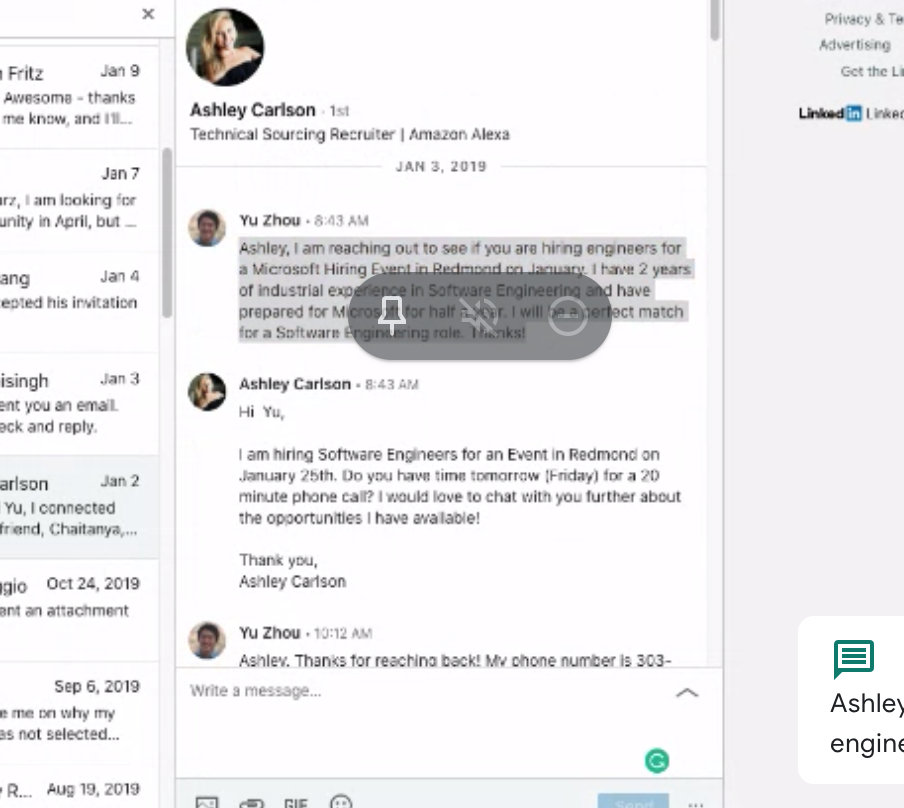 Fritz Jan 9
Awesome - thanks
me know, and I'll...
Jan 7
rz, I am looking for
unity in April, but ...
ang Jan 4
epted his invitation
isingh Jan 3
ent you an email.
eck and reply.
arlson Jan 2
Yu, I connected
friend, Chaitanya,...
ggio Oct 24, 2019
ent an attachment
Sep 6, 2019
e me on why my
as not selected...
R... Aug 19, 2019
Ashley Carlson · 1st
Technical Sourcing Recruiter | Amazon Alexa
JAN 3, 2019
Yu Zhou • 8:43 AM
Ashley, I am reaching out to see if you are hiring engineers for
a Microsoft Hiring Event in Redmond on January. I have 2 years
of industrial experience in Software Engineering and have
prepared for Microsoft for half a year. I will be a perfect match
for a Software Engineering role. Thanks!
Ashley Carlson • 8:43 AM
Hi Yu,
I am hiring Software Engineers for an Event in Redmond on
January 25th. Do you have time tomorrow (Friday) for a 20
minute phone call? I would love to chat with you further about
the opportunities I have available!
Thank you,
Ashley Carlson
Yu Zhou • 10:12 AM
Ashley, Thanks for reaching back! My phone number is 303-
Write a message...
GIF
Send
Privacy & Te
Advertising
Get the Li
Linkedin Linked
Ashley
engine